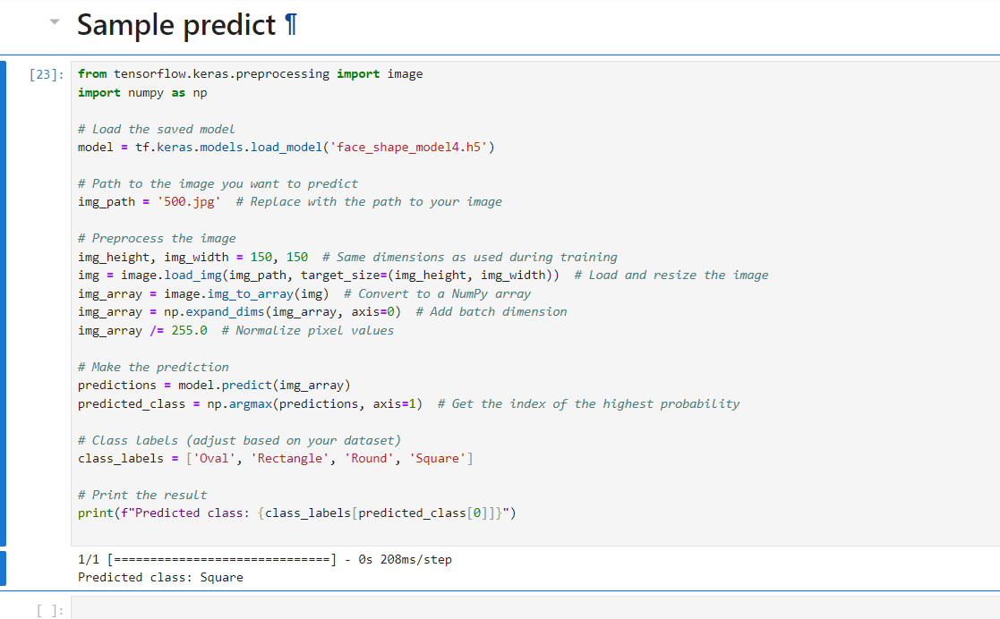 Sample predict ¶
[23]:
from tensorflow.keras.preprocessing import image
import numpy as np
# Load the saved model
model = tf.keras.models.load_model('face_shape_model4.h5')
# Path to the image you want to predict
img_path = '500.jpg'  # Replace with the path to your image
# Preprocess the image
img_height, img_width = 150, 150  # Same dimensions as used during training
img = image.load_img(img_path, target_size=(img_height, img_width))  # Load and resize the image
img_array = image.img_to_array(img)  # Convert to a NumPy array
img_array = np.expand_dims(img_array, axis=0)  # Add batch dimension
img_array /= 255.0  # Normalize pixel values
# Make the prediction
predictions = model.predict(img_array)
predicted_class = np.argmax(predictions, axis=1)  # Get the index of the highest probability
# Class labels (adjust based on your dataset)
class_labels = ['Oval', 'Rectangle', 'Round', 'Square']
# Print the result
print(f"Predicted class: {class_labels[predicted_class[0]]}")
1/1 [==============================] - 0s 208ms/step
Predicted class: Square
[ ]: